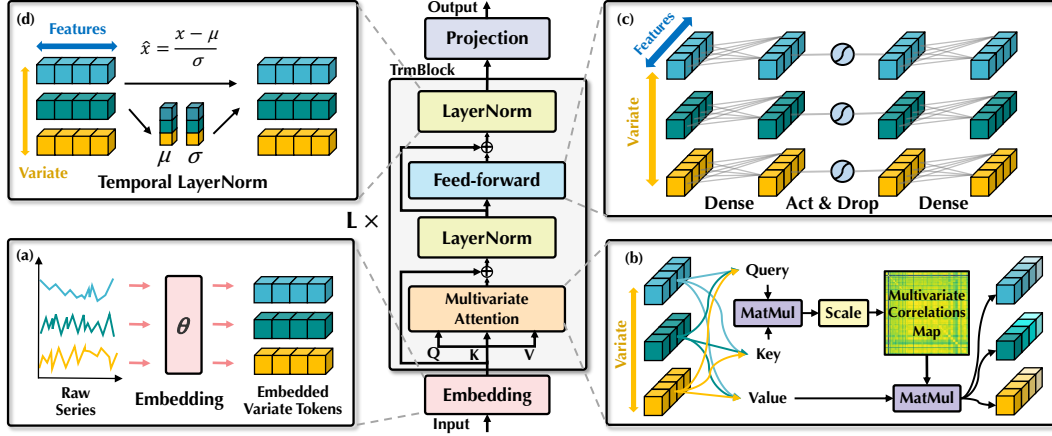 (d)
Features
x̂ = (x − μ) / σ
μ
σ
Variate
Temporal LayerNorm
Output
Projection
TrmBlock
LayerNorm
Feed-forward
L ×
LayerNorm
Multivariate
Attention
Q
K
V
Embedding
Input
(c)
Features
Variate
Dense
Act & Drop
Dense
(a)
θ
Raw
Series
Embedding
Embedded
Variate Tokens
(b)
Variate
Query
MatMul
Scale
Multivariate
Correlations
Map
Key
Value
MatMul